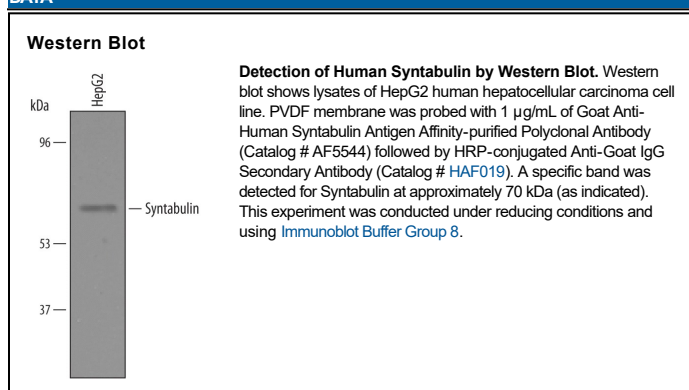 DATA
Western Blot
HepG2
kDa
96
Syntabulin
53
37
Detection of Human Syntabulin by Western Blot. Western
blot shows lysates of HepG2 human hepatocellular carcinoma cell
line. PVDF membrane was probed with 1 µg/mL of Goat Anti-
Human Syntabulin Antigen Affinity-purified Polyclonal Antibody
(Catalog # AF5544) followed by HRP-conjugated Anti-Goat IgG
Secondary Antibody (Catalog # HAF019). A specific band was
detected for Syntabulin at approximately 70 kDa (as indicated).
This experiment was conducted under reducing conditions and
using Immunoblot Buffer Group 8.